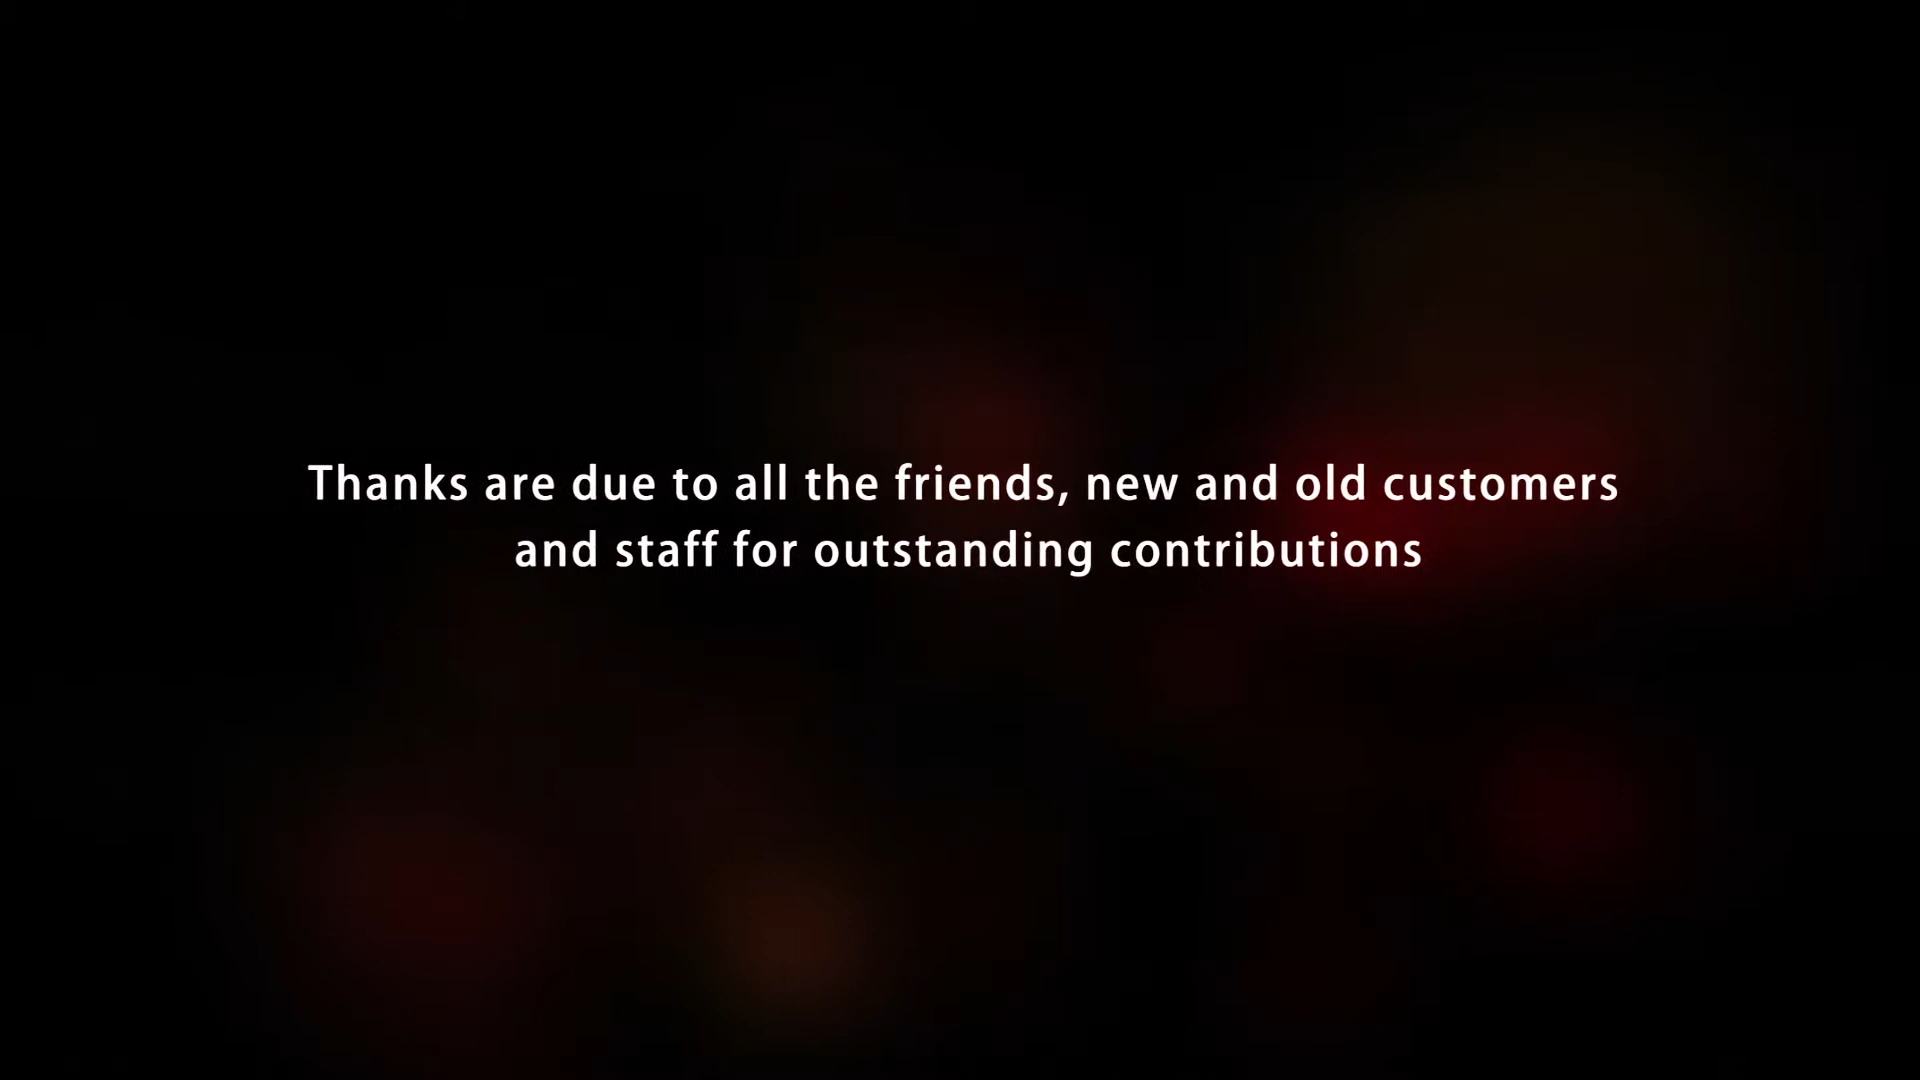 Thanks are due to all the friends, new and old customers
and staff for outstanding contributions